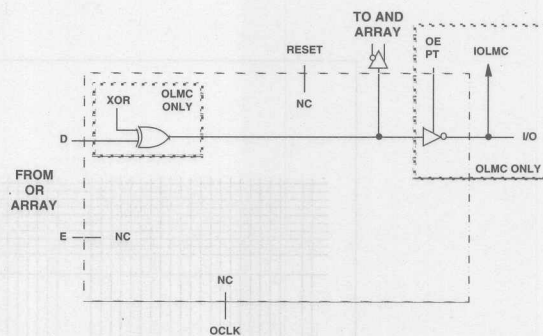 TO AND
ARRAY
RESET
OE
PT
IOLMC
NC
XOR
OLMC
ONLY
D
I/O
OLMC ONLY
FROM
OR
ARRAY
E
NC
NC
OCLK